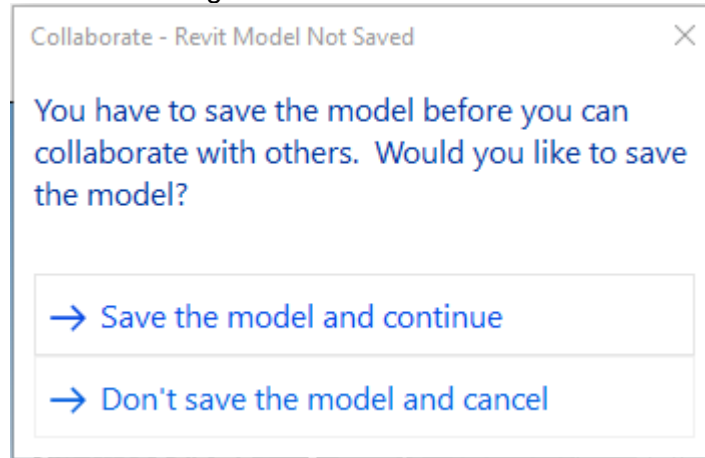 Collaborate - Revit Model Not Saved
You have to save the model before you can
collaborate with others.  Would you like to save
the model?
Save the model and continue
Don't save the model and cancel